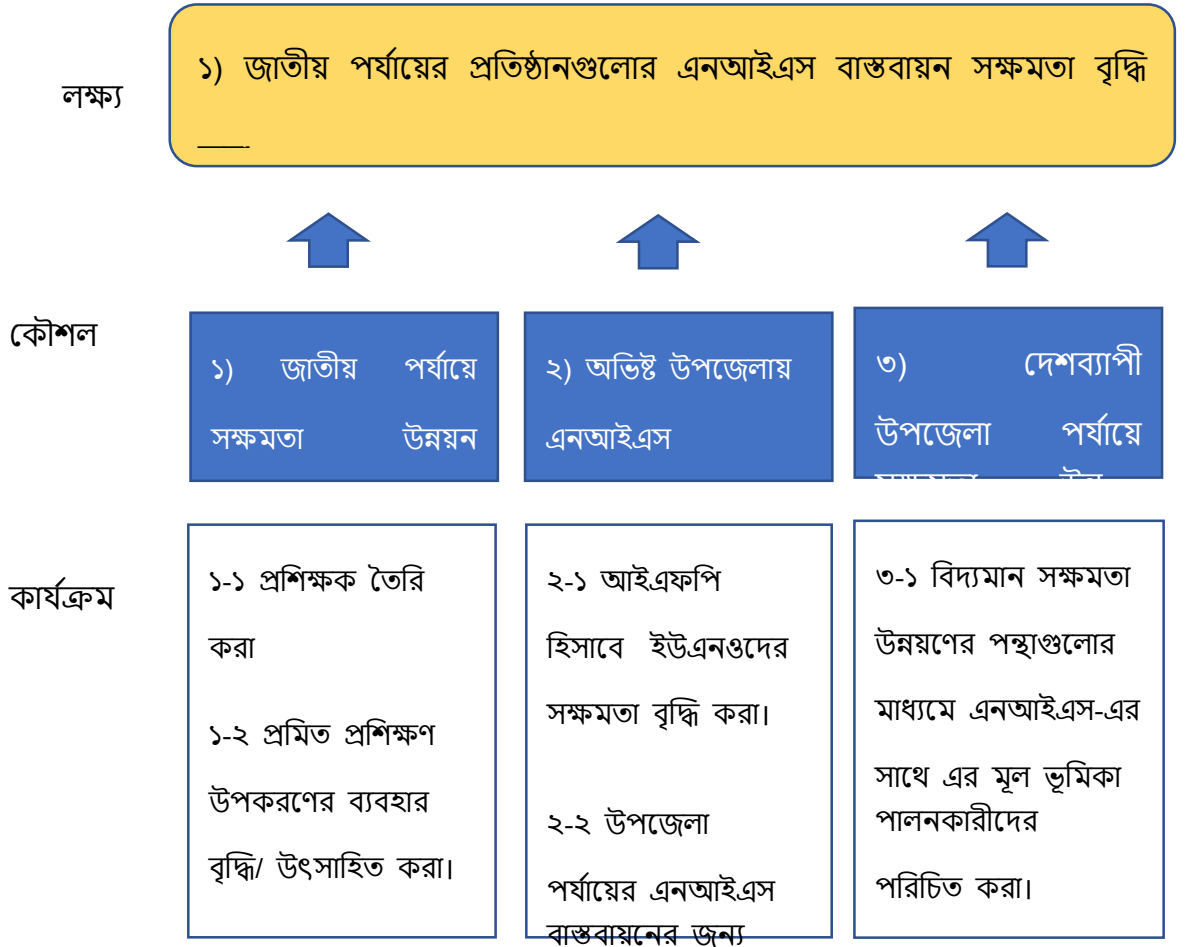 লক্ষ্য
১) জাতীয় পর্যায়ের প্রতিষ্ঠানগুলোর এনআইএস বাস্তবায়ন সক্ষমতা বৃদ্ধি
কৌশল
১) জাতীয় পর্যায়ে
সক্ষমতা উন্নয়ন
২) অভিষ্ট উপজেলায়
এনআইএস
৩) দেশব্যাপী
উপজেলা পর্যায়ে
কার্যক্রম
১-১ প্রশিক্ষক তৈরি
করা
১-২ প্রমিত প্রশিক্ষণ
উপকরণের ব্যবহার
বৃদ্ধি/ উৎসাহিত করা।
২-১ আইএফপি
হিসাবে ইউএনওদের
সক্ষমতা বৃদ্ধি করা।
২-২ উপজেলা
পর্যায়ের এনআইএস
বাস্তবায়নের জন্য
৩-১ বিদ্যমান সক্ষমতা
উন্নয়ণের পন্থাগুলোর
মাধ্যমে এনআইএস-এর
সাথে এর মূল ভূমিকা
পালনকারীদের
পরিচিত করা।